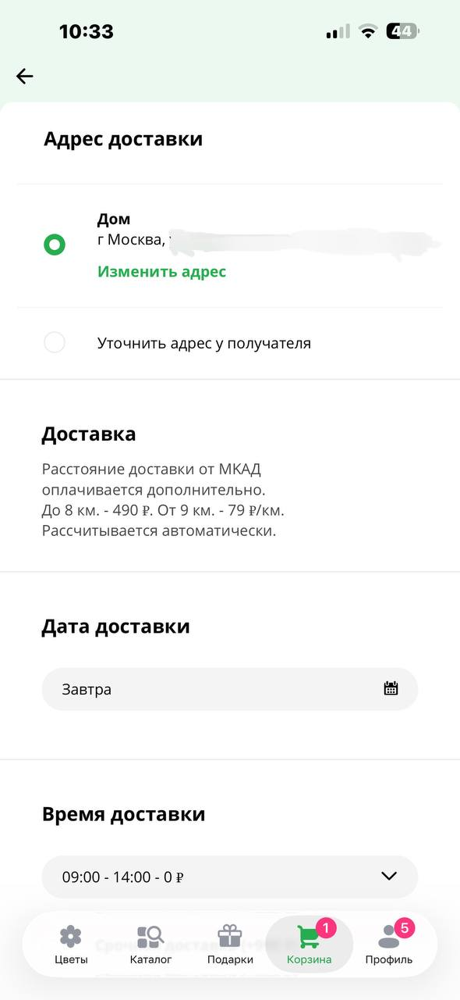 10:33
44
Адрес доставки
Дом
г Москва,
Изменить адрес
Уточнить адрес у получателя
Доставка
Расстояние доставки от МКАД
оплачивается дополнительно.
До 8 км. - 490 ₽. От 9 км. - 79 ₽/км.
Рассчитывается автоматически.
Дата доставки
Завтра
Время доставки
09:00 - 14:00 - 0 ₽
1
5
Цветы
Каталог
Подарки
Корзина
Профиль